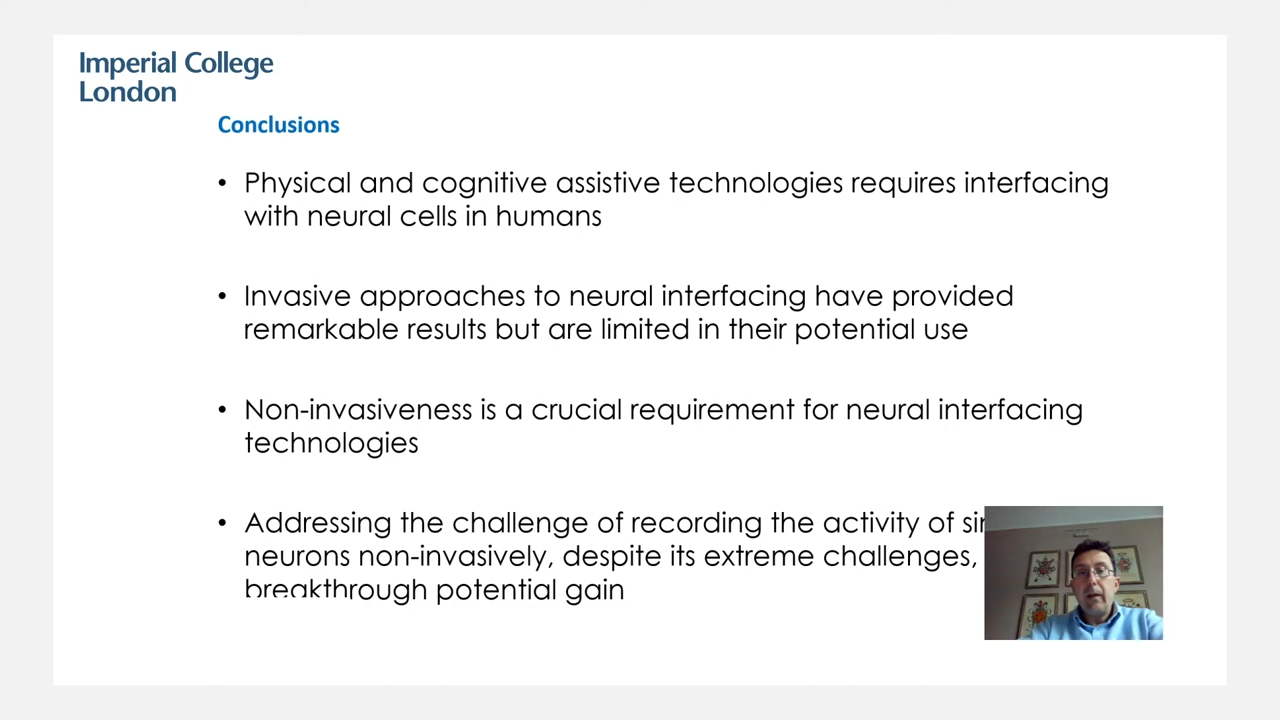 Imperial College
London
Conclusions
• Physical and cognitive assistive technologies requires interfacing
with neural cells in humans
• Invasive approaches to neural interfacing have provided
remarkable results but are limited in their potential use
• Non-invasiveness is a crucial requirement for neural interfacing
technologies
• Addressing the challenge of recording the activity of
neurons non-invasively, despite its extreme challenges,
breakthrough potential gain